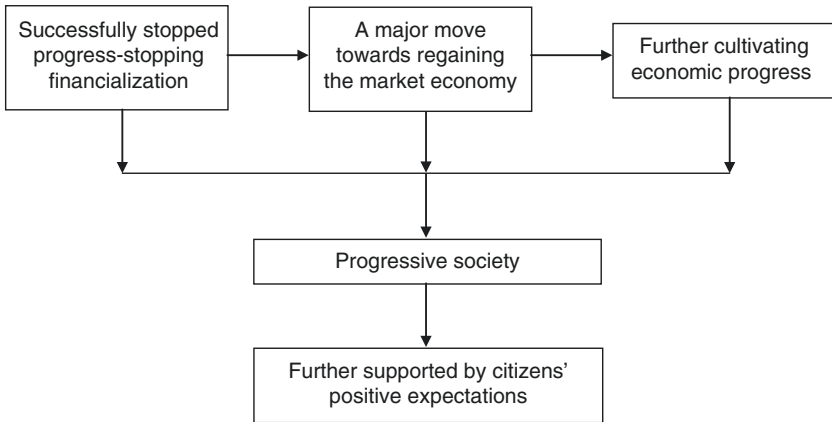 Successfully stopped
progress-stopping
financialization
A major move
towards regaining
the market economy
Further cultivating
economic progress
Progressive society
Further supported by citizens’
positive expectations